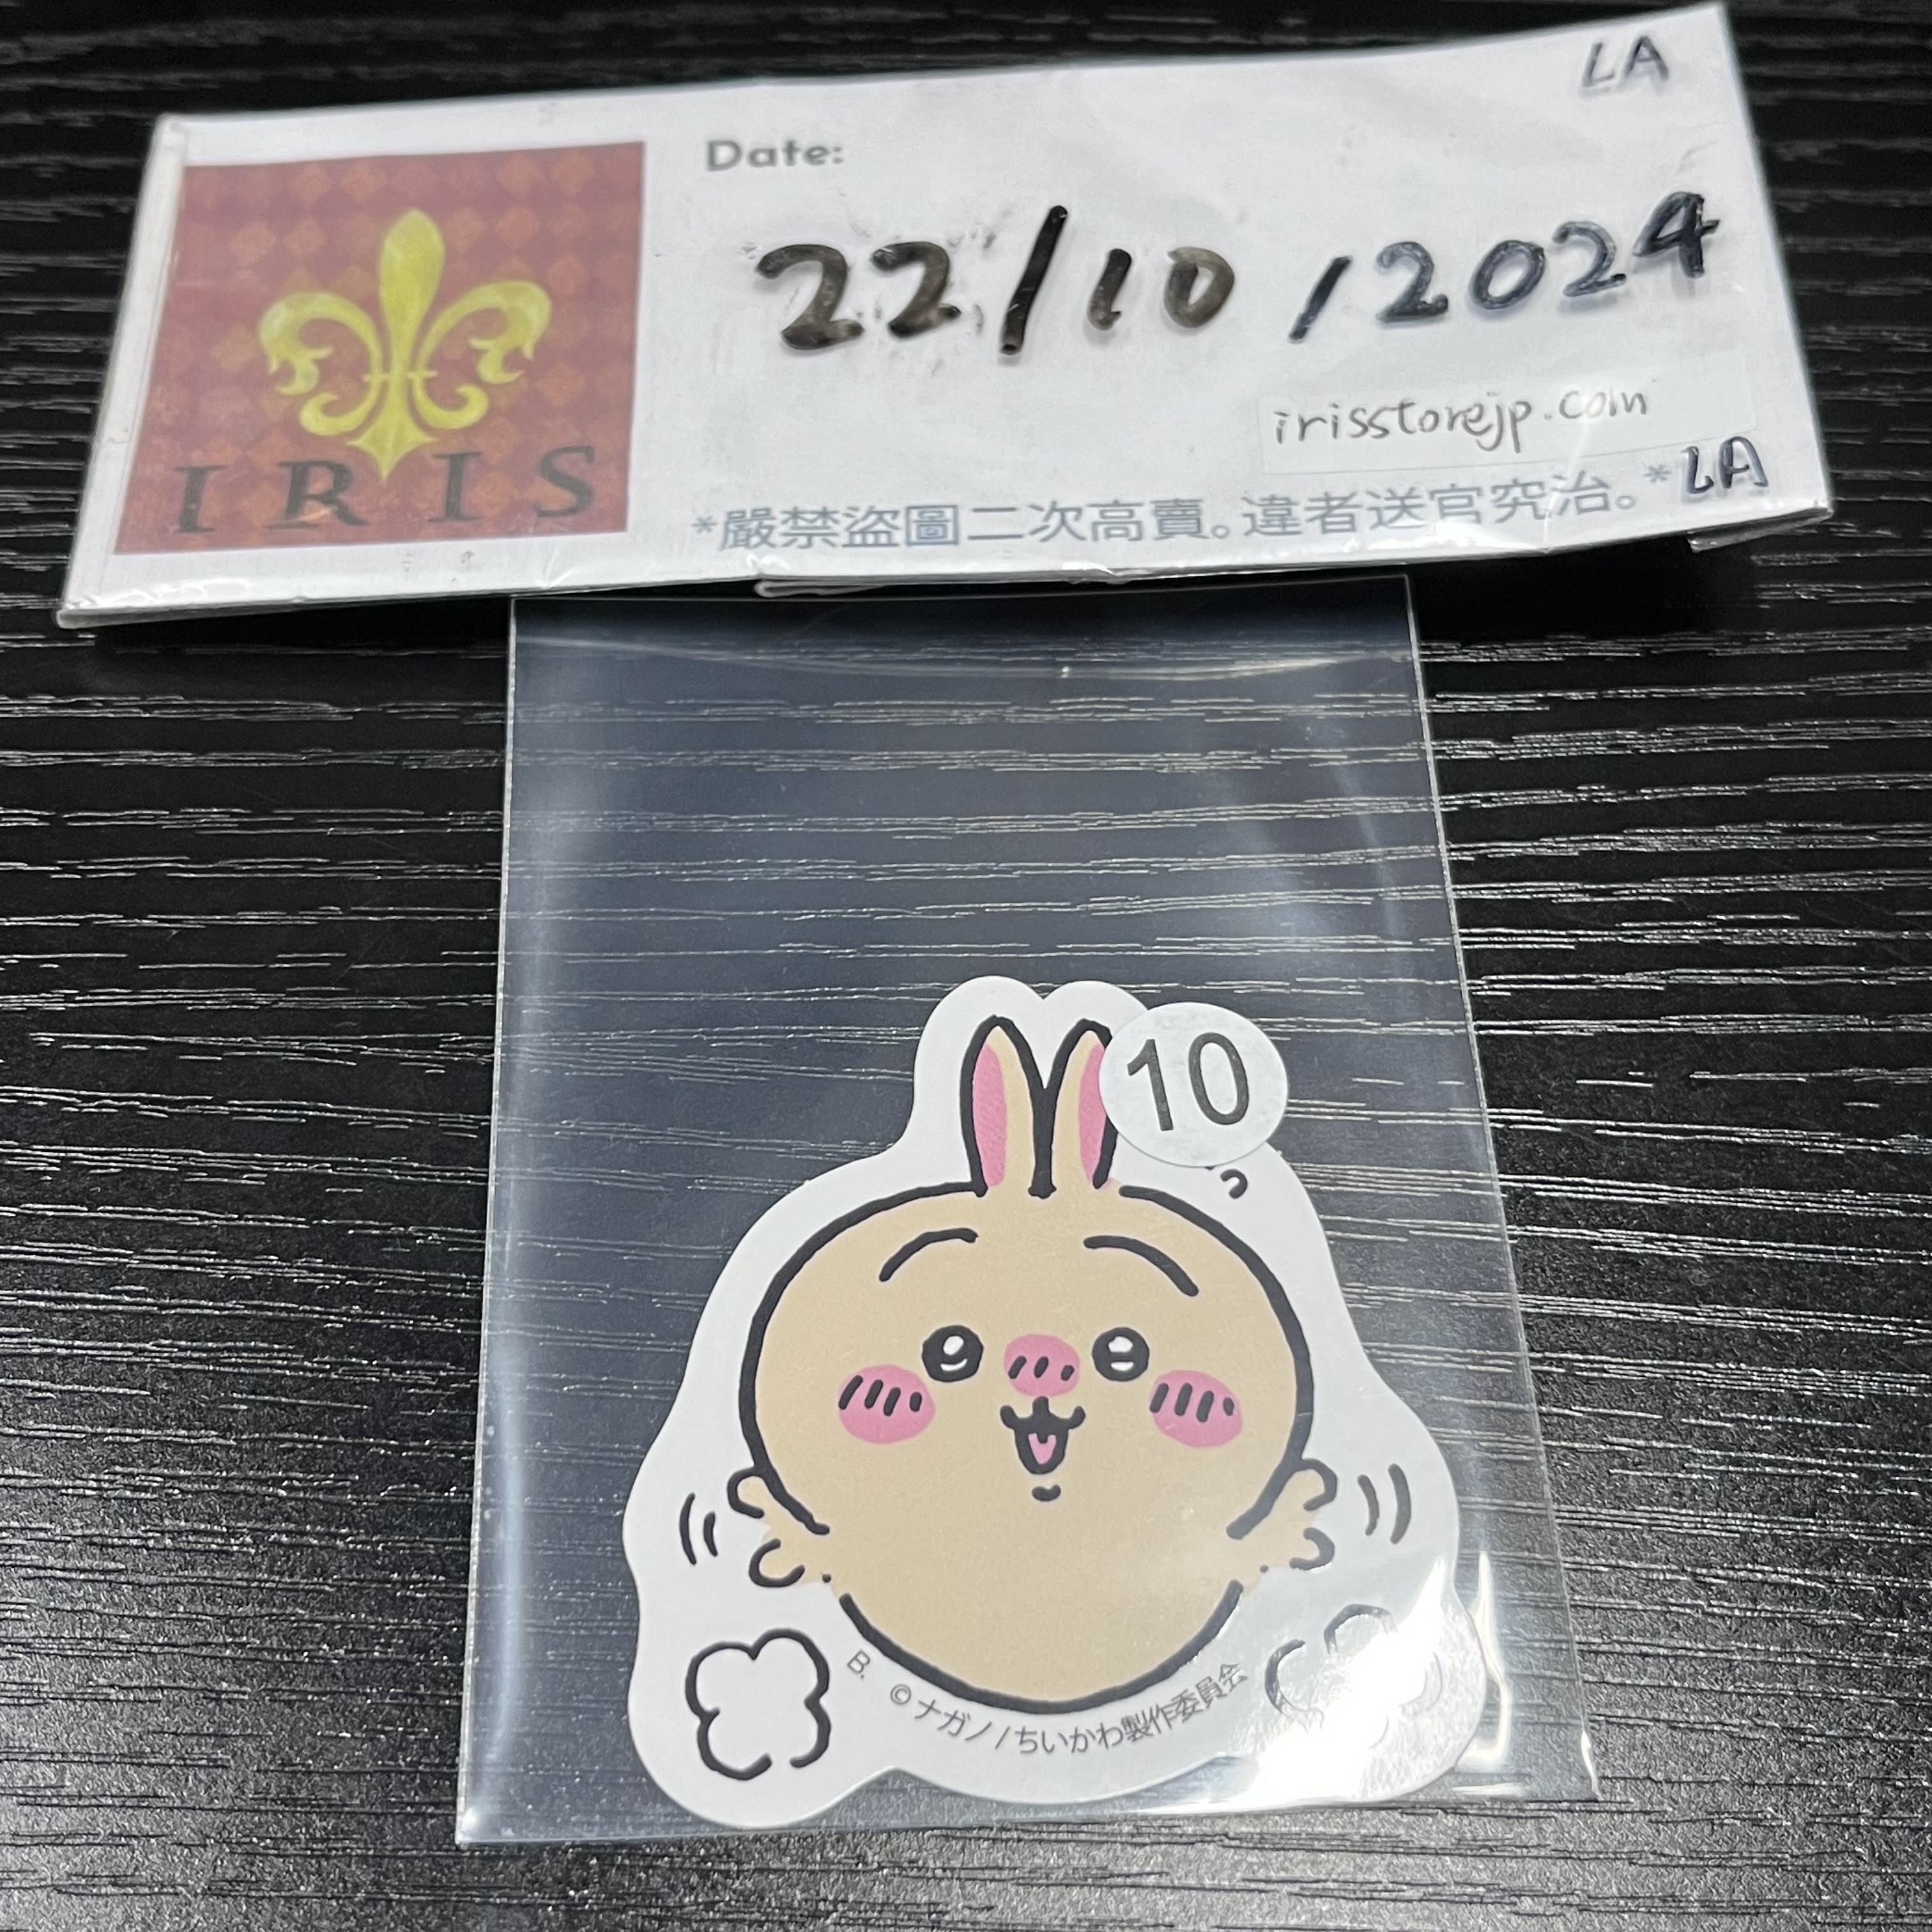 LA
Date:
22/10/2024
irisstorejp.com
IRIS
*嚴禁盜圖二次高賣。違者送官究治。*
LA
10
っ
B. ©ナガノ/ちいかわ製作委員会